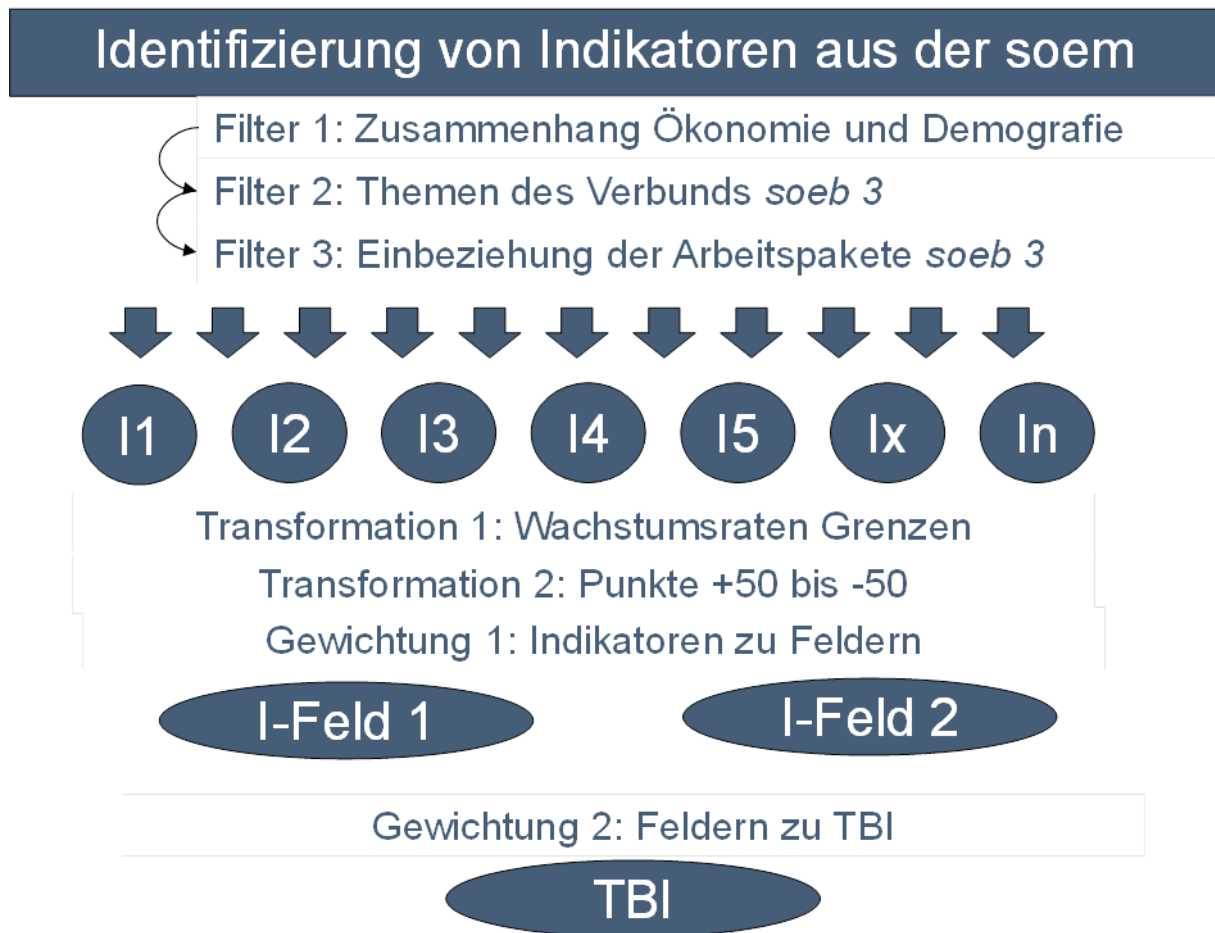 Identifizierung von Indikatoren aus der soem
Filter 1: Zusammenhang Ökonomie und Demografie
Filter 2: Themen des Verbunds soeb 3
Filter 3: Einbeziehung der Arbeitspakete soeb 3
I1 I2 I3 I4 I5 Ix In
Transformation 1: Wachstumsraten Grenzen
Transformation 2: Punkte +50 bis -50
Gewichtung 1: Indikatoren zu Feldern
I-Feld 1 I-Feld 2
Gewichtung 2: Feldern zu TBI
TBI